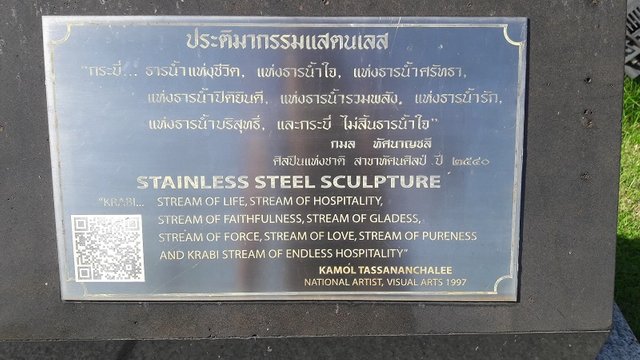 ประติมากรรมแสตนเลส
“กระบี่... ธารน้ำแห่งชีวิต, แห่งธารน้ำใจ, แห่งธารน้ำศรัทธา,
แห่งธารน้ำปิติยินดี, แห่งธารน้ำรวมพลัง, แห่งธารน้ำรัก,
แห่งธารน้ำบริสุทธิ์, และกระบี่ ไม่สิ้นธารน้ำใจ”
กมล ทัศนาญชลี
ศิลปินแห่งชาติ สาขาทัศนศิลป์ ปี ๒๕๔๐
STAINLESS STEEL SCULPTURE
"KRABI... STREAM OF LIFE, STREAM OF HOSPITALITY,
STREAM OF FAITHFULNESS, STREAM OF GLADESS,
STREAM OF FORCE, STREAM OF LOVE, STREAM OF PURENESS
AND KRABI STREAM OF ENDLESS HOSPITALITY"
KAMOL TASSANANCHALEE
NATIONAL ARTIST, VISUAL ARTS 1997